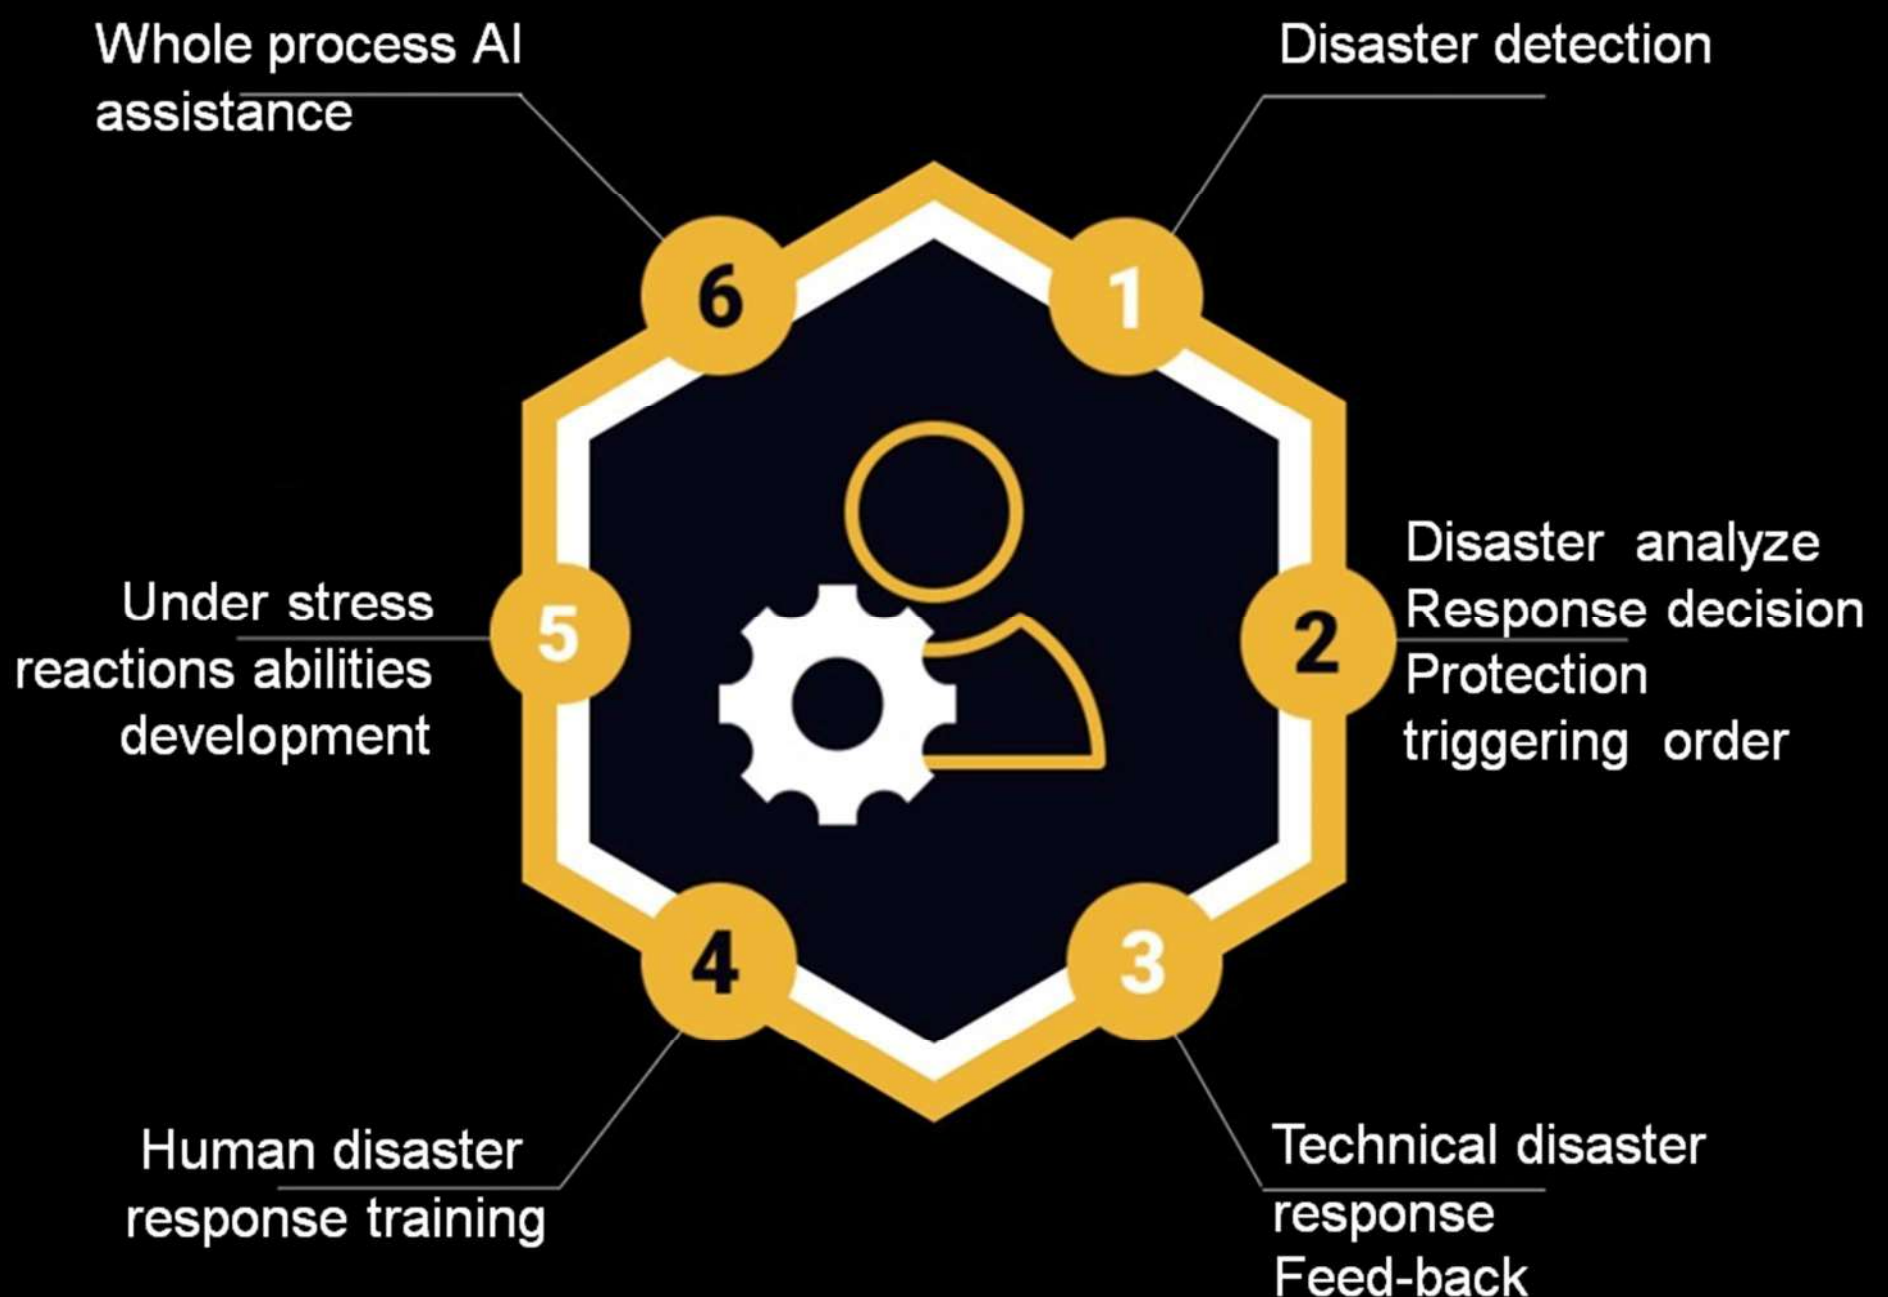 Whole process AI
assistance
Disaster detection
6
1
Under stress
reactions abilities
development
5
2
Disaster analyze
Response decision
Protection
triggering order
4
3
Human disaster
response training
Technical disaster
response
Feed-back